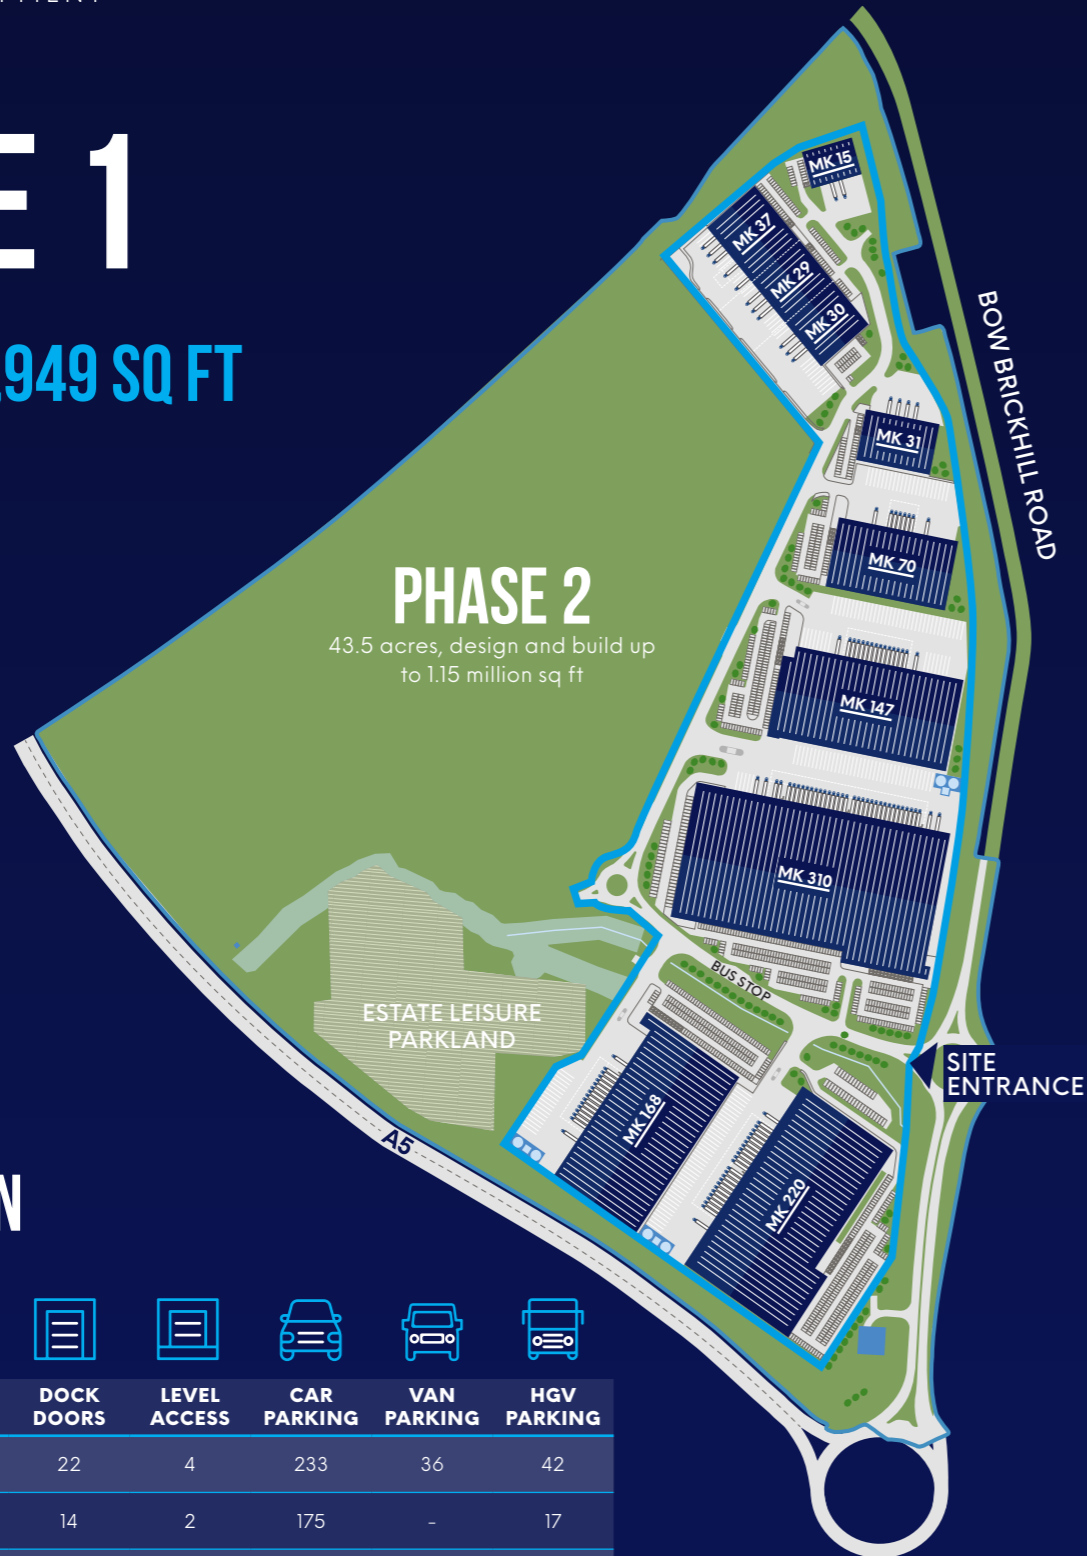 E 1
949 SQ FT
MK 15
MK 37
MK 29
MK 30
BOW BRICKHILL ROAD
MK 31
MK 70
PHASE 2
43.5 acres, design and build up
to 1.15 million sq ft
MK 147
MK 310
BUS STOP
ESTATE LEISURE
PARKLAND
SITE
ENTRANCE
MK 168
A5
MK 220
N
DOCK
DOORS
LEVEL
ACCESS
CAR
PARKING
VAN
PARKING
HGV
PARKING
22 4 233 36 42
14 2 175 - 17